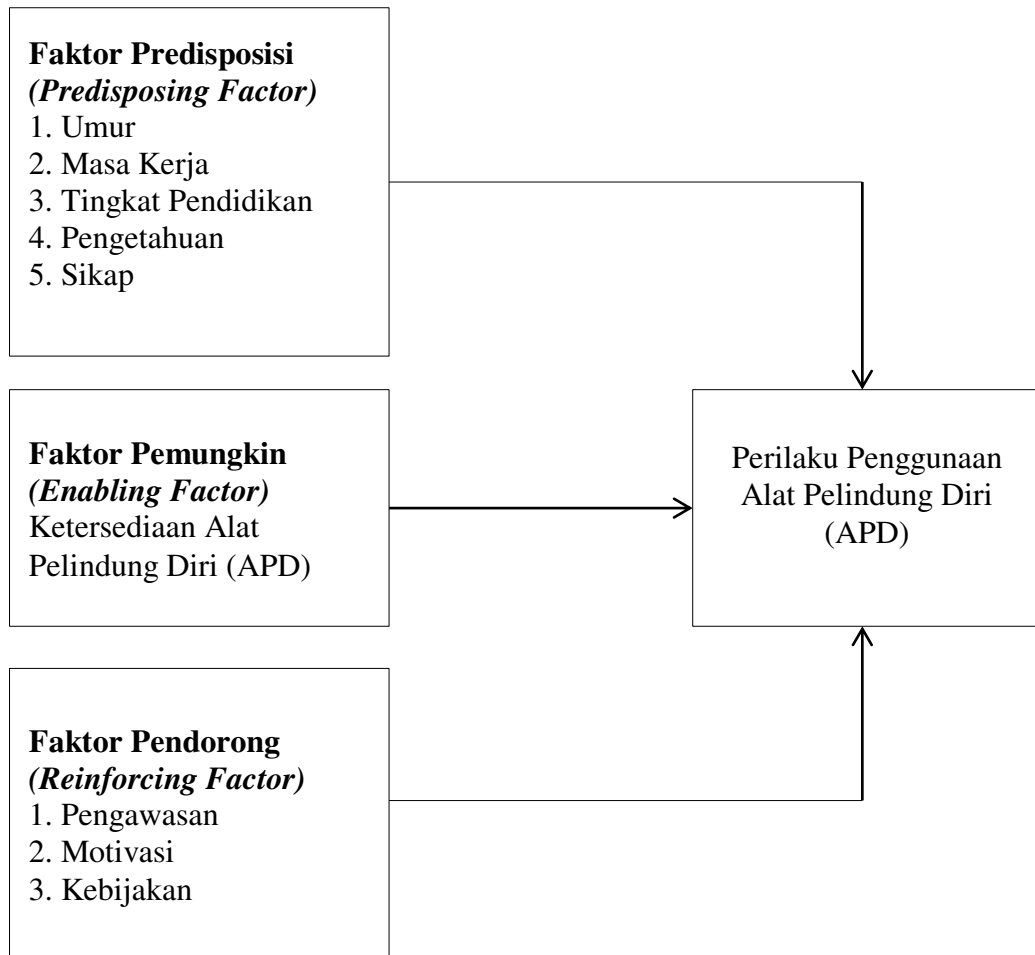 Faktor Predisposisi
(Predisposing Factor)
1. Umur
2. Masa Kerja
3. Tingkat Pendidikan
4. Pengetahuan
5. Sikap
Faktor Pemungkin
(Enabling Factor)
Ketersediaan Alat
Pelindung Diri (APD)
Perilaku Penggunaan
Alat Pelindung Diri
(APD)
Faktor Pendorong
(Reinforcing Factor)
1. Pengawasan
2. Motivasi
3. Kebijakan